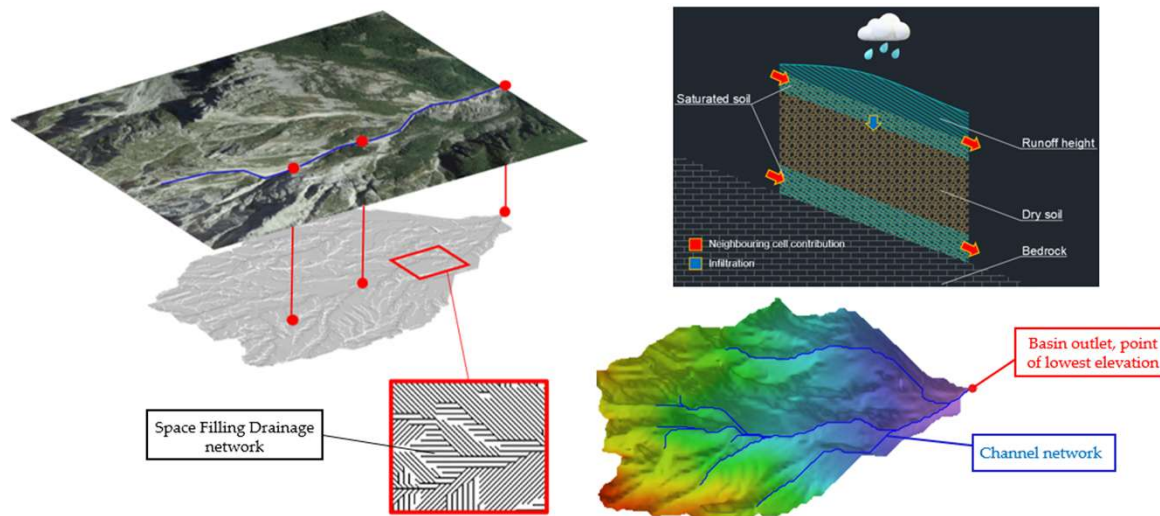 Saturated soil
Runoff height
Dry soil
Bedrock
Neighbouring cell contribution
Infiltration
Space Filling Drainage
network
Basin outlet, point
of lowest elevation
Channel network